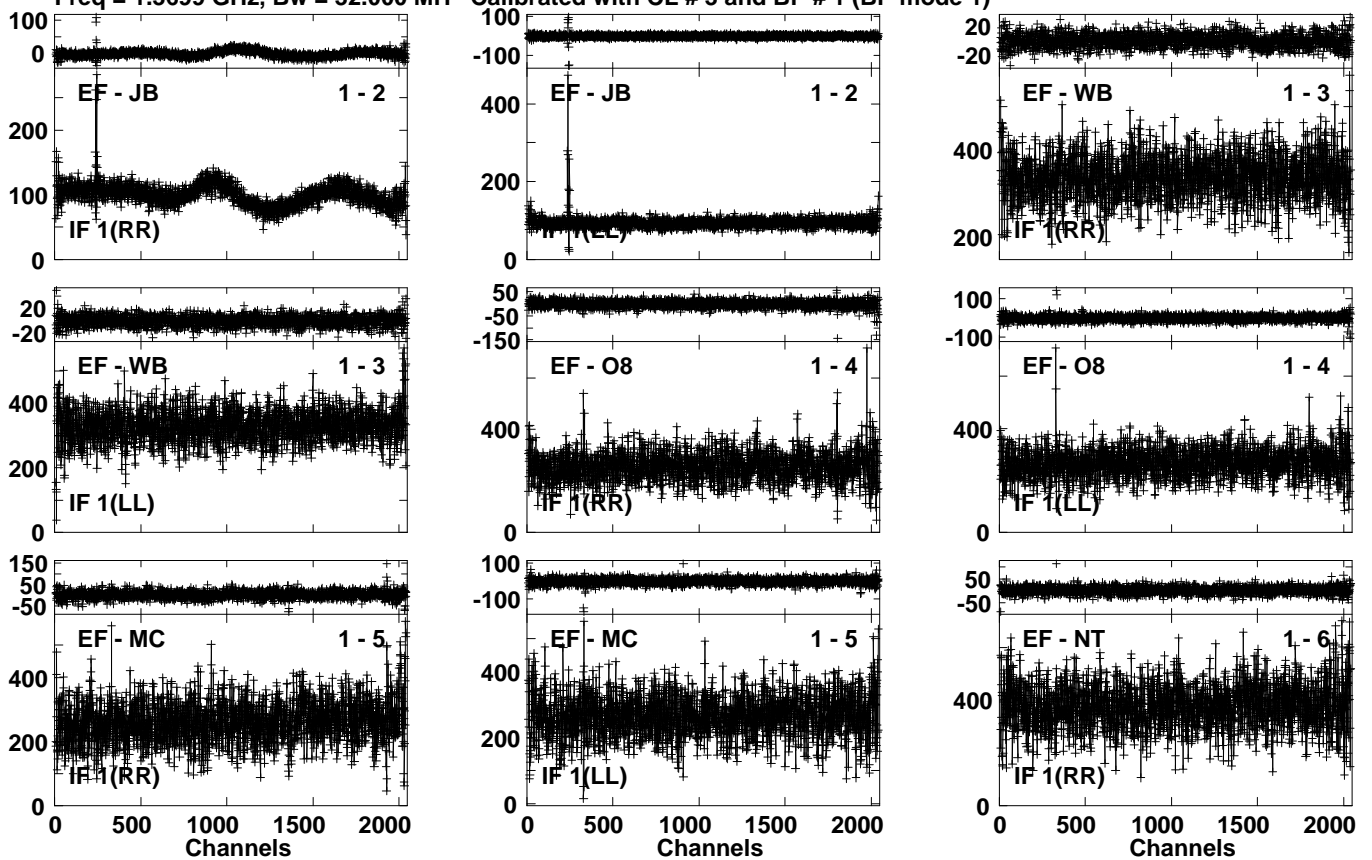 Freq = GHz, Bw = Calibrated with CL # 3 and BP # 1 (BP mode 1)
100
0
EF - JB 1 - 2
200
100
IF 1(RR)
0
100
-100
EF - JB 1 - 2
400
200
IF 1(LL)
0
20
-20
EF - WB 1 - 3
400
200
IF 1(RR)
20
-20
EF - WB 1 - 3
400
200
IF 1(LL)
0
50
-50
-150
EF - O8 1 - 4
400
IF 1(RR)
0
100
-100
EF - O8 1 - 4
400
IF 1(LL)
0
150
50
-50
EF - MC 1 - 5
400
200
IF 1(RR)
0
0 500 1000 1500 2000
Channels
100
-100
EF - MC 1 - 5
400
200
IF 1(LL)
0
0 500 1000 1500 2000
Channels
50
-50
EF - NT 1 - 6
400
IF 1(RR)
0
0 500 1000 1500 2000
Channels